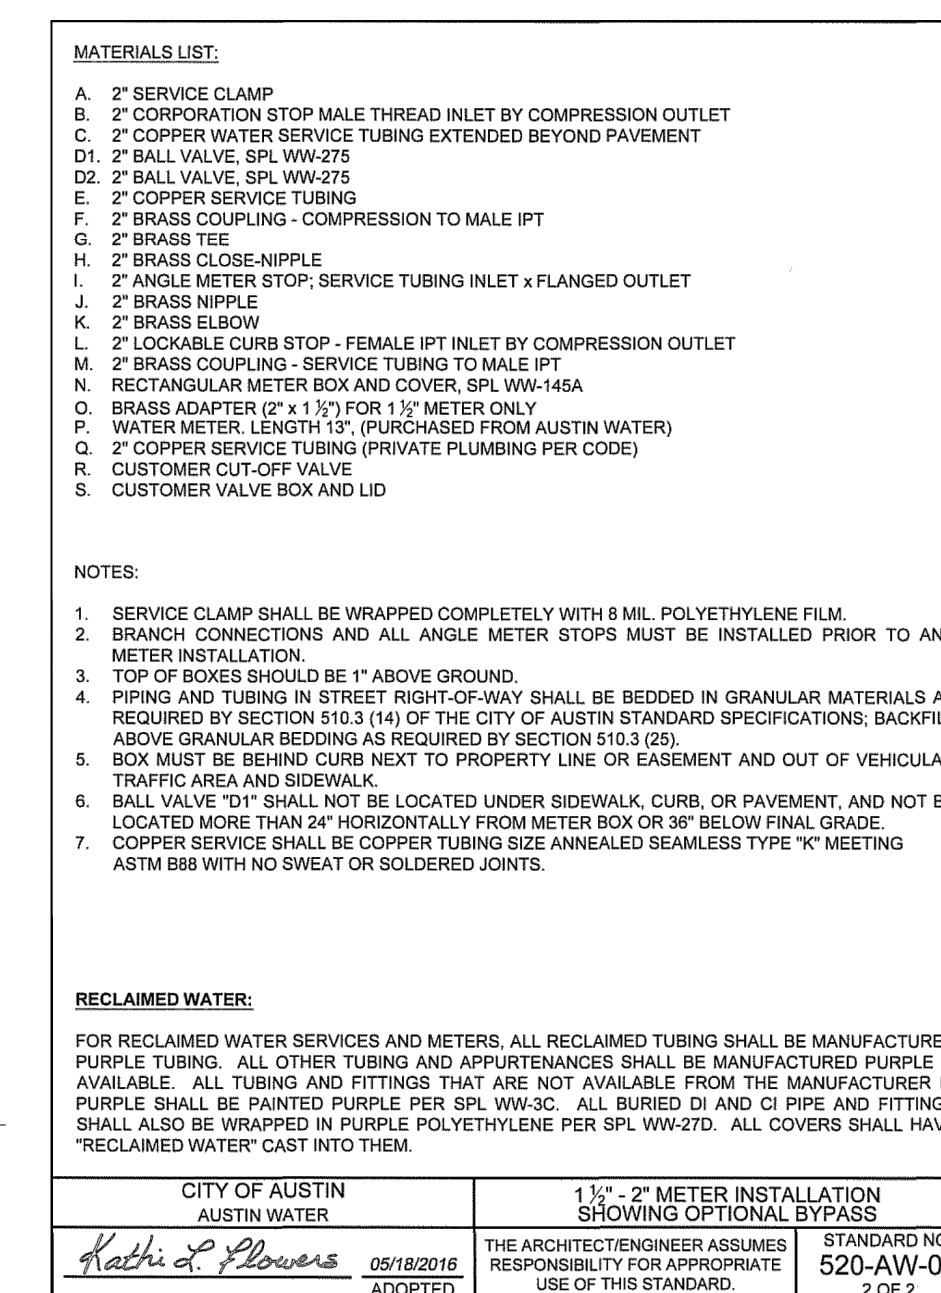 MATERIALS LIST:
A. 2" SERVICE CLAMP
B. 2" CORPORATION STOP MALE THREAD INLET BY COMPRESSION OUTLET
C. 2" COPPER WATER SERVICE TUBING EXTENDED BEYOND PAVEMENT
D1. 2" BALL VALVE, SPL WW-275
D2. 2" BALL VALVE, SPL WW-275
E. 2" COPPER SERVICE TUBING
F. 2" BRASS COUPLING - COMPRESSION TO MALE IPT
G. 2" BRASS TEE
H. 2" BRASS CLOSE-NIPPLE
I. 2" ANGLE METER STOP; SERVICE TUBING INLET x FLANGED OUTLET
J. 2" BRASS NIPPLE
K. 2" BRASS ELBOW
L. 2" LOCKABLE CURB STOP - FEMALE IPT INLET BY COMPRESSION OUTLET
M. 2" BRASS COUPLING - SERVICE TUBING TO MALE IPT
N. RECTANGULAR METER BOX AND COVER, SPL WW-145A
O. BRASS ADAPTER (2" x 1 ½") FOR 1 ½" METER ONLY
P. WATER METER. LENGTH 13", (PURCHASED FROM AUSTIN WATER)
Q. 2" COPPER SERVICE TUBING (PRIVATE PLUMBING PER CODE)
R. CUSTOMER CUT-OFF VALVE
S. CUSTOMER VALVE BOX AND LID
NOTES:
1. SERVICE CLAMP SHALL BE WRAPPED COMPLETELY WITH 8 MIL. POLYETHYLENE FILM.
2. BRANCH CONNECTIONS AND ALL ANGLE METER STOPS MUST BE INSTALLED PRIOR TO AN
METER INSTALLATION.
3. TOP OF BOXES SHOULD BE 1" ABOVE GROUND.
4. PIPING AND TUBING IN STREET RIGHT-OF-WAY SHALL BE BEDDED IN GRANULAR MATERIALS A
REQUIRED BY SECTION 510.3 (14) OF THE CITY OF AUSTIN STANDARD SPECIFICATIONS; BACKFIL
ABOVE GRANULAR BEDDING AS REQUIRED BY SECTION 510.3 (25).
5. BOX MUST BE BEHIND CURB NEXT TO PROPERTY LINE OR EASEMENT AND OUT OF VEHICULA
TRAFFIC AREA AND SIDEWALK.
6. BALL VALVE "D1" SHALL NOT BE LOCATED UNDER SIDEWALK, CURB, OR PAVEMENT, AND NOT B
LOCATED MORE THAN 24" HORIZONTALLY FROM METER BOX OR 36" BELOW FINAL GRADE.
7. COPPER SERVICE SHALL BE COPPER TUBING SIZE ANNEALED SEAMLESS TYPE "K" MEETING
ASTM B88 WITH NO SWEAT OR SOLDERED JOINTS.
RECLAIMED WATER:
FOR RECLAIMED WATER SERVICES AND METERS, ALL RECLAIMED TUBING SHALL BE MANUFACTURE
PURPLE TUBING. ALL OTHER TUBING AND APPURTENANCES SHALL BE MANUFACTURED PURPLE
AVAILABLE. ALL TUBING AND FITTINGS THAT ARE NOT AVAILABLE FROM THE MANUFACTURER
PURPLE SHALL BE PAINTED PURPLE PER SPL WW-3C. ALL BURIED DI AND CI PIPE AND FITTING
SHALL ALSO BE WRAPPED IN PURPLE POLYETHYLENE PER SPL WW-27D. ALL COVERS SHALL HAV
"RECLAIMED WATER" CAST INTO THEM.
CITY OF AUSTIN
AUSTIN WATER
1 ½" - 2" METER INSTALLATION
SHOWING OPTIONAL BYPASS
Kathi L. Flowers 05/18/2016
ADOPTED
THE ARCHITECT/ENGINEER ASSUMES
RESPONSIBILITY FOR APPROPRIATE
USE OF THIS STANDARD.
STANDARD NO
520-AW-0
2 OF 2